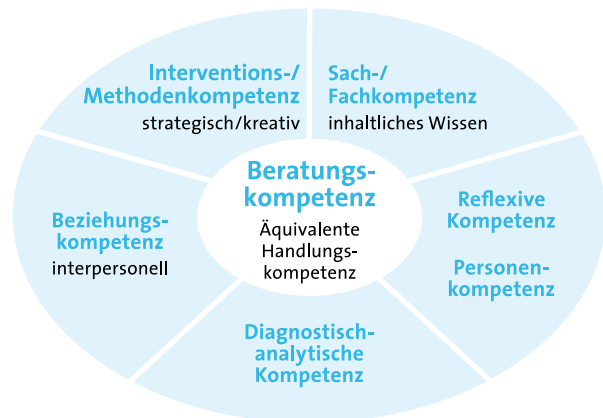 Interventions-/
Methodenkompetenz
strategisch/kreativ
Sach-/
Fachkompetenz
inhaltliches Wissen
Beratungs-
kompetenz
Äquivalente
Handlungs-
kompetenz
Beziehungs-
kompetenz
interpersonell
Reflexive
Kompetenz
Personen-
kompetenz
Diagnostisch-
analytische
Kompetenz